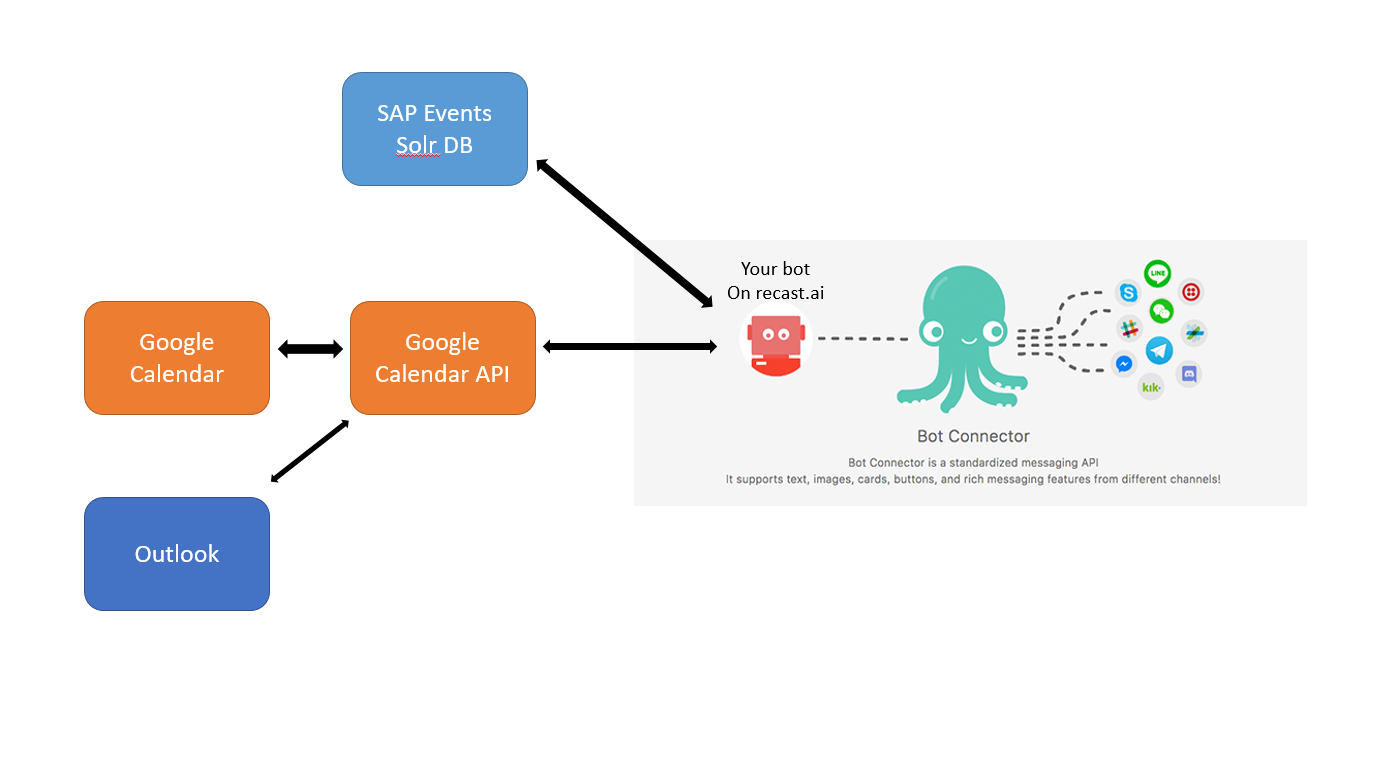 SAP Events
Solr DB
Your bot
On recast.ai
LINE
Google
Calendar
Google
Calendar API
kik
Bot Connector
Bot Connector is a standardized messaging API
It supports text, images, cards, buttons, and rich messaging features from different channels!
Outlook